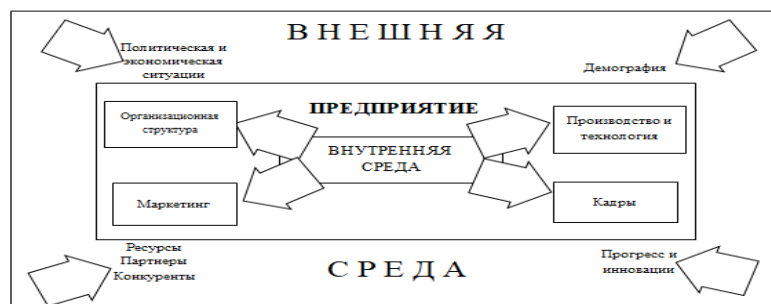 В Н Е Ш Н Я Я
Политическая и
экономическая
ситуации
Демография
ПРЕДПРИЯТИЕ
Организационная
структура
Производство и
технология
ВНУТРЕННЯЯ
СРЕДА
Маркетинг
Кадры
Ресурсы
Партнеры
Конкуренты
Прогресс и
инновации
С Р Е Д А